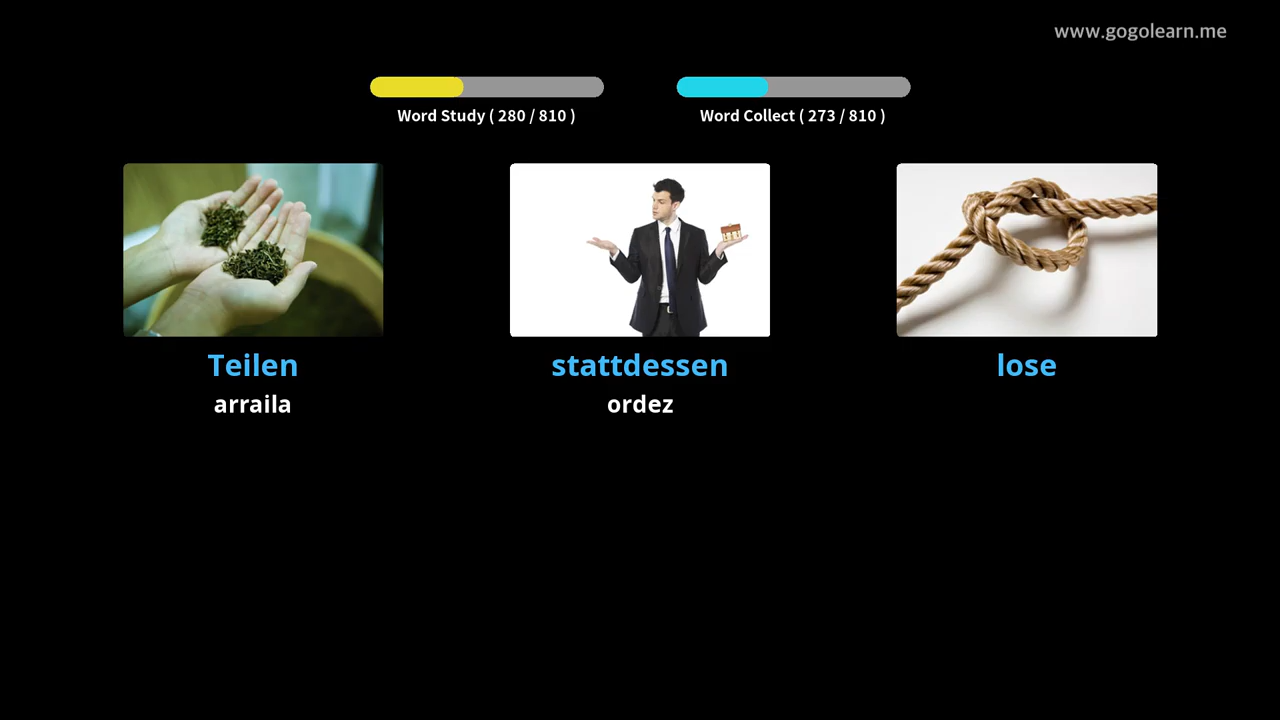 www.gogolearn.me
Word Study ( 280 / 810 )
Word Collect ( 273 / 810 )
Teilen
arraila
stattdessen
ordez
lose